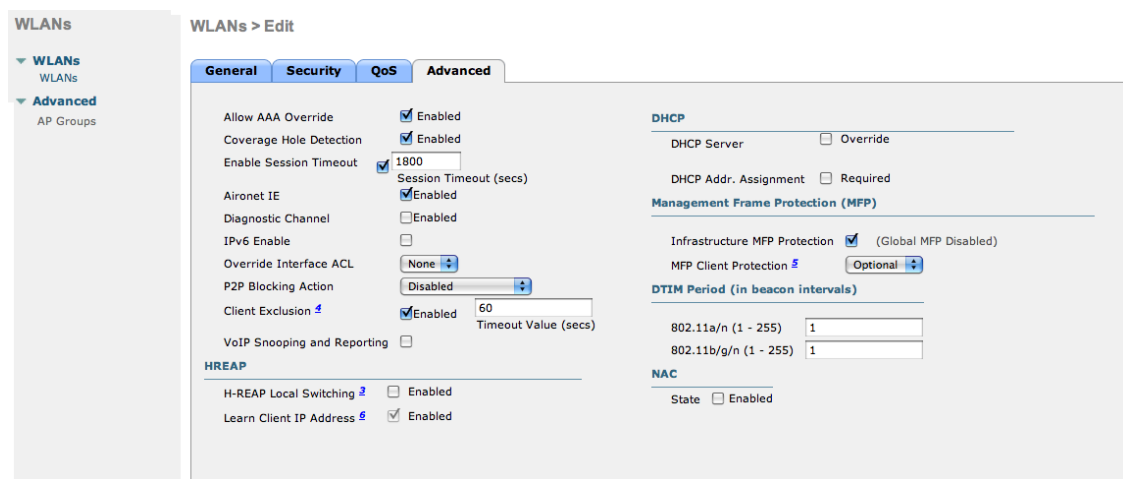 WLANs
WLANs > Edit
WLANs
WLANs
Advanced
AP Groups
General Security QoS Advanced
Allow AAA Override Enabled
Coverage Hole Detection Enabled
Enable Session Timeout 1800
Session Timeout (secs)
Aironet IE Enabled
Diagnostic Channel Enabled
IPv6 Enable
Override Interface ACL None
P2P Blocking Action Disabled
Client Exclusion 4 Enabled 60
Timeout Value (secs)
VoIP Snooping and Reporting
HREAP
H-REAP Local Switching 3 Enabled
Learn Client IP Address 6 Enabled
DHCP
DHCP Server Override
DHCP Addr. Assignment Required
Management Frame Protection (MFP)
Infrastructure MFP Protection (Global MFP Disabled)
MFP Client Protection 5 Optional
DTIM Period (in beacon intervals)
802.11a/n (1 - 255) 1
802.11b/g/n (1 - 255) 1
NAC
State Enabled